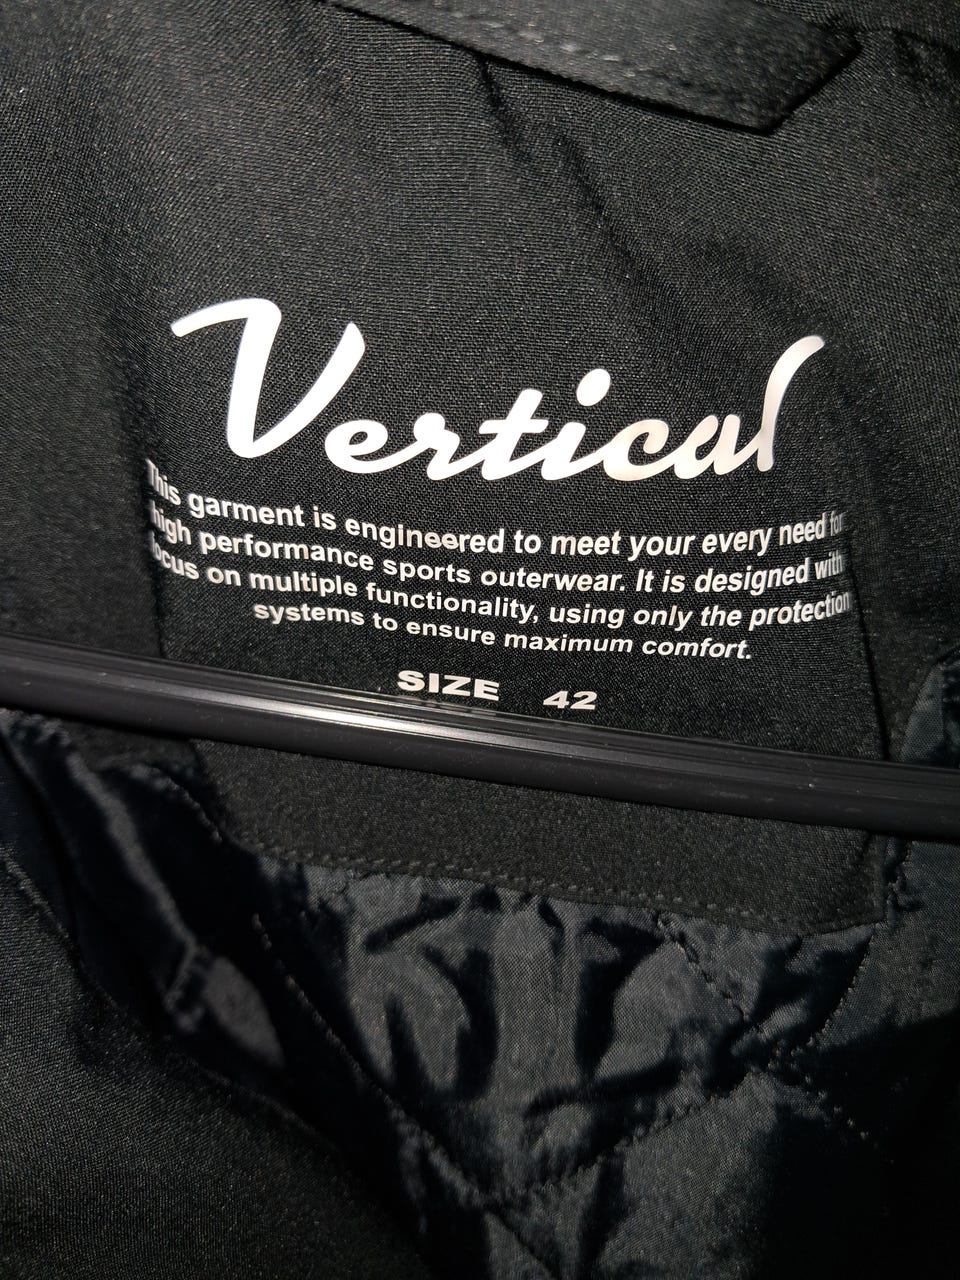 Vertical
This garment is engineered to meet your every need for
high performance sports outerwear. It is designed with
focus on multiple functionality, using only the protection
systems to ensure maximum comfort.
SIZE 42